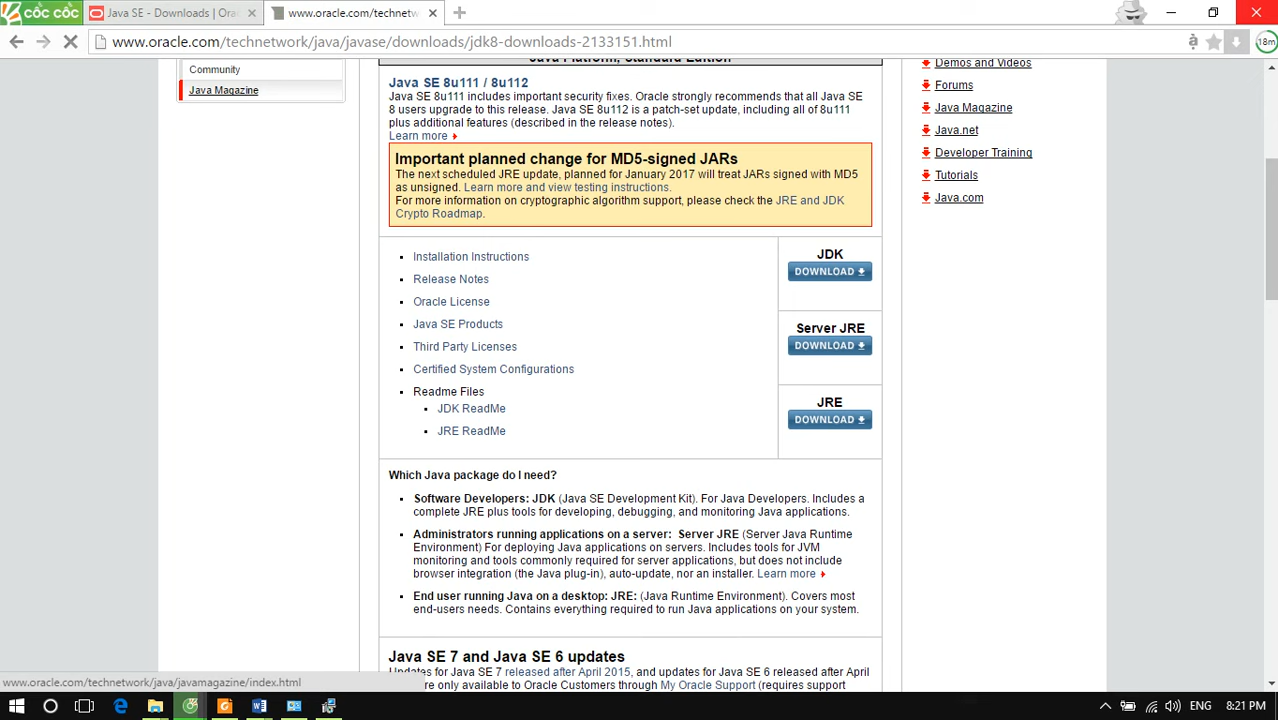 cốc cốc
Java SE - Downloads | Ora
www.oracle.com/technetw
www.oracle.com/technetwork/java/javase/downloads/jdk8-downloads-2133151.html
18m
Community
Java Magazine
Java Platform, Standard Edition
Java SE 8u111 / 8u112
Java SE 8u111 includes important security fixes. Oracle strongly recommends that all Java SE
8 users upgrade to this release. Java SE 8u112 is a patch-set update, including all of 8u111
plus additional features (described in the release notes).
Learn more
Important planned change for MD5-signed JARs
The next scheduled JRE update, planned for January 2017 will treat JARs signed with MD5
as unsigned. Learn more and view testing instructions.
For more information on cryptographic algorithm support, please check the JRE and JDK
Crypto Roadmap.
Installation Instructions
Release Notes
Oracle License
Java SE Products
Third Party Licenses
Certified System Configurations
Readme Files
JDK ReadMe
JRE ReadMe
JDK
DOWNLOAD
Server JRE
DOWNLOAD
JRE
DOWNLOAD
Which Java package do I need?
Software Developers: JDK (Java SE Development Kit). For Java Developers. Includes a
complete JRE plus tools for developing, debugging, and monitoring Java applications.
Administrators running applications on a server: Server JRE (Server Java Runtime
Environment) For deploying Java applications on servers. Includes tools for JVM
monitoring and tools commonly required for server applications, but does not include
browser integration (the Java plug-in), auto-update, nor an installer. Learn more
End user running Java on a desktop: JRE: (Java Runtime Environment). Covers most
end-users needs. Contains everything required to run Java applications on your system.
Java SE 7 and Java SE 6 updates
Updates for Java SE 7 released after April 2015, and updates for Java SE 6 released after April
re only available to Oracle Customers through My Oracle Support (requires support
Demos and Videos
Forums
Java Magazine
Java.net
Developer Training
Tutorials
Java.com
www.oracle.com/technetwork/java/javamagazine/index.html
ENG
8:21 PM